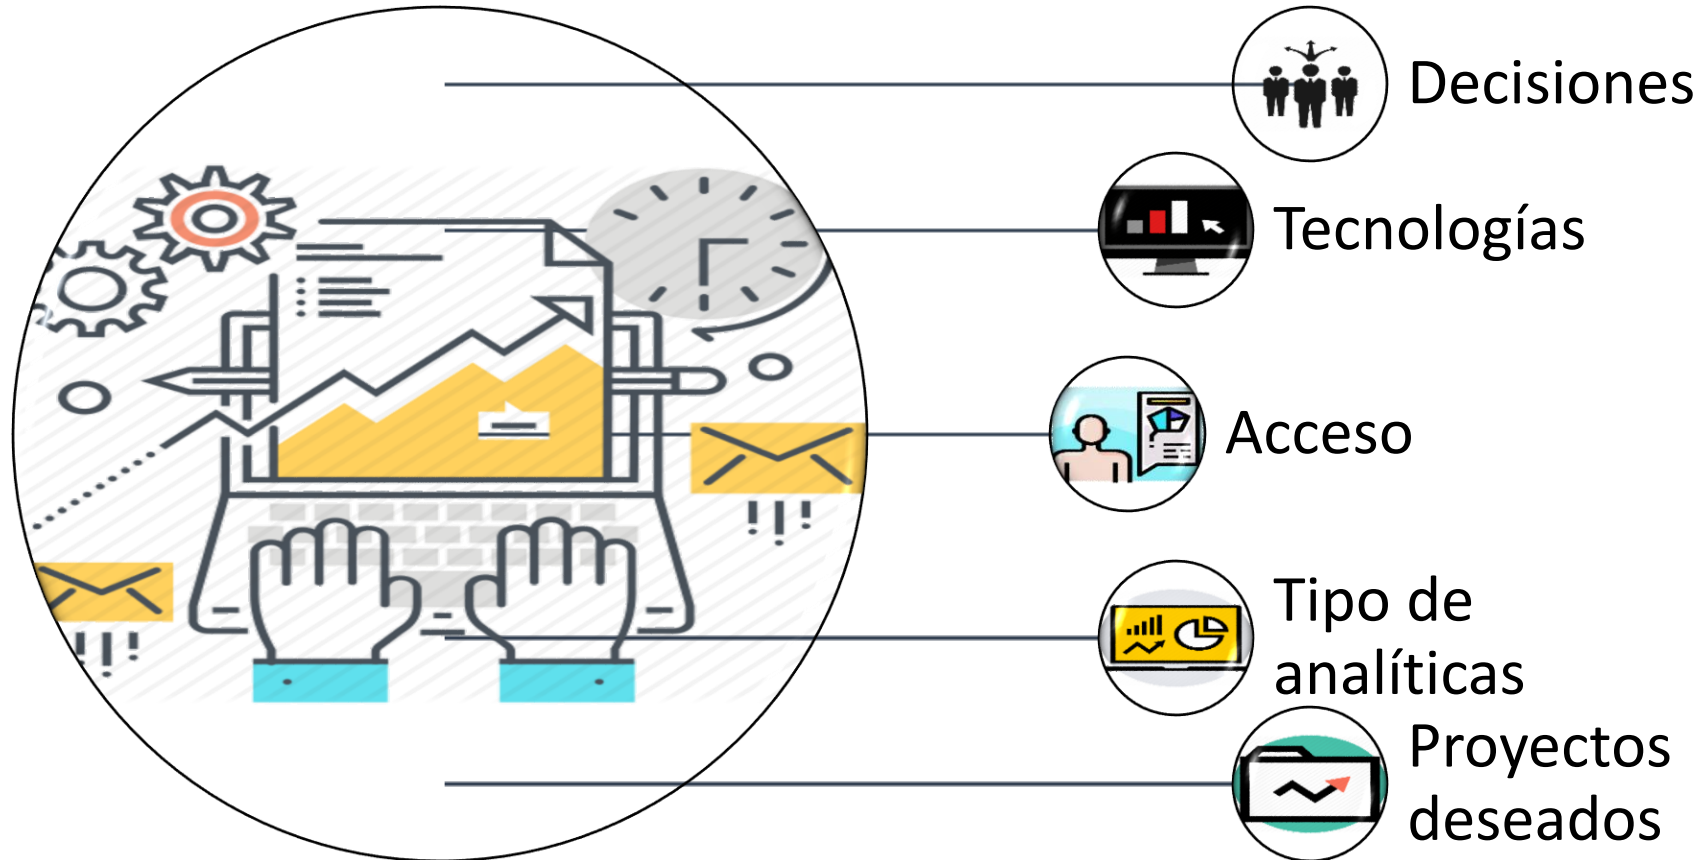 Decisiones
Tecnologías
Acceso
Tipo de
analíticas
Proyectos
deseados